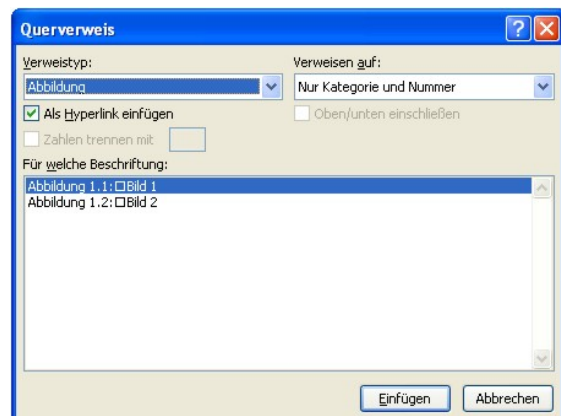 Querverweis
Verweistyp:
Verweisen auf:
Abbildung
Nur Kategorie und Nummer
Als Hyperlink einfügen
Oben/unten einschließen
Zahlen trennen mit
Für welche Beschriftung:
Abbildung 1.1:□Bild 1
Abbildung 1.2:□Bild 2
Einfügen
Abbrechen